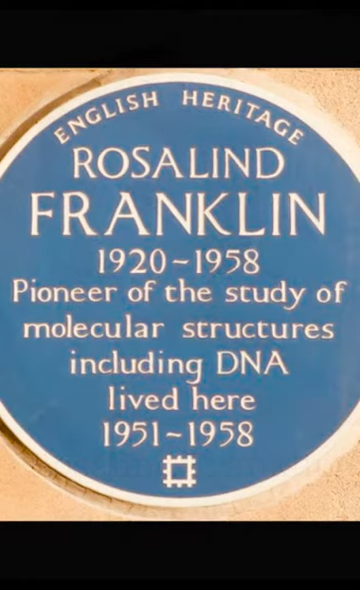 ENGLISH HERITAGE
ROSALIND
FRANKLIN
1920~1958
Pioneer of the study of
molecular structures
including DNA
lived here
1951~1958